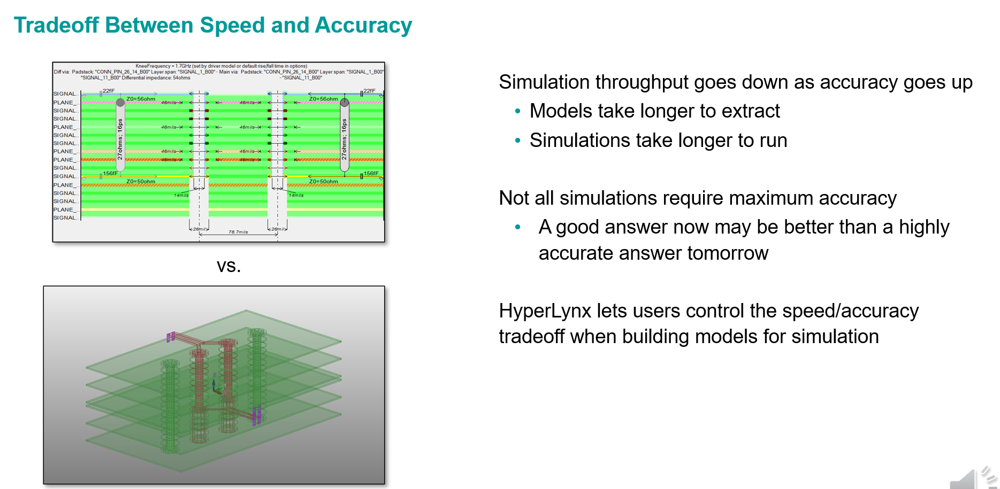 Tradeoff Between Speed and Accuracy
KneeFrequency = 1.7GHz (set by driver model or default rise/fall time in options)
Diff via: Padstack: "CONN_PIN_26_14_B00" Layer span: "SIGNAL_1_B00" - Main via: Padstack: "CONN_PIN_26_14_B00" Layer span: "SIGNAL_1_B00"
"SIGNAL_11_B00" Differential impedance: 54ohms - "SIGNAL_11_B00"
22fF 22fF
SIGNAL..
Z0=56ohm Z0=56ohm
PLANE_.. 46mils 46mils
SIGNAL..
SIGNAL..
PLANE_.. 46mils 46mils
SIGNAL..
SIGNAL..
27ohms; 16ps 27ohms; 16ps
PLANE_.. 46mils 46mils
PLANE_.. 46mils 46mils
SIGNAL..
156fF 156fF
SIGNAL..
Z0=50ohm Z0=50ohm
PLANE_..
SIGNAL.. 14mils 14mils
SIGNAL..
PLANE_..
SIGNAL..
26mil 26mil
78.7mils
vs.
Simulation throughput goes down as accuracy goes up
• Models take longer to extract
• Simulations take longer to run
Not all simulations require maximum accuracy
• A good answer now may be better than a highly
accurate answer tomorrow
HyperLynx lets users control the speed/accuracy
tradeoff when building models for simulation